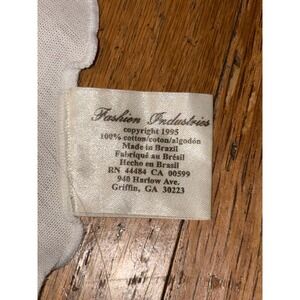 Fashion Industries
copyright 1995
100% cotton/coton/algodón
Made in Brazil
Fabriqué au Brésil
Hecho en Brasil
RN 44484 CA 00599
940 Harlow Ave.
Griffin, GA 30223